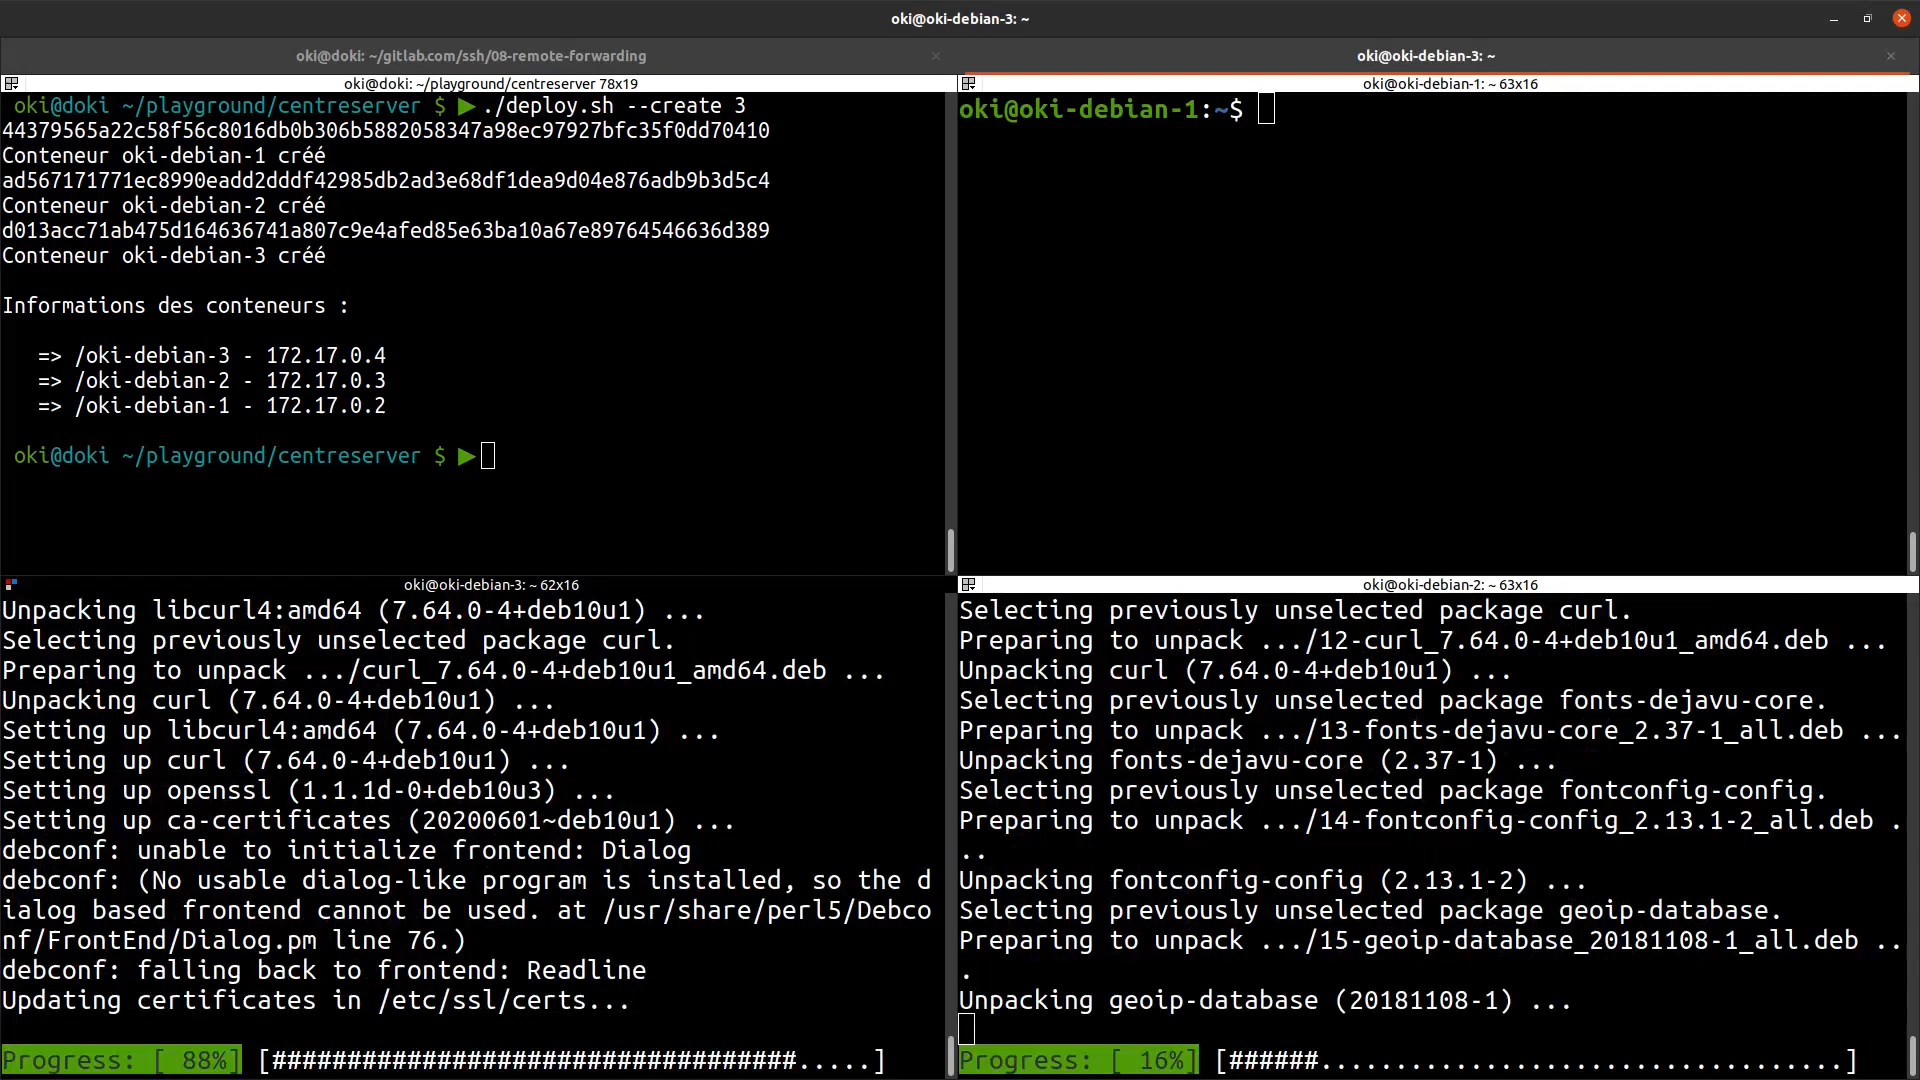 oki@oki-debian-3: ~
oki@doki: ~/gitlab.com/ssh/08-remote-forwarding
oki@oki-debian-3: ~
oki@doki: ~/playground/centreserver 78x19
oki@doki ~/playground/centreserver $ ▶./deploy.sh --create 3
44379565a22c58f56c8016db0b306b5882058347a98ec97927bfc35f0dd70410
Conteneur oki-debian-1 créé
ad567171771ec8990eadd2dddf42985db2ad3e68df1dea9d04e876adb9b3d5c4
Conteneur oki-debian-2 créé
d013acc71ab475d164636741a807c9e4afed85e63ba10a67e89764546636d389
Conteneur oki-debian-3 créé
Informations des conteneurs :
=> /oki-debian-3 - 172.17.0.4
=> /oki-debian-2 - 172.17.0.3
=> /oki-debian-1 - 172.17.0.2
oki@doki ~/playground/centreserver $ ▶
oki@oki-debian-1: ~ 63x16
oki@oki-debian-1:~$
oki@oki-debian-3: ~ 62x16
Unpacking libcurl4:amd64 (7.64.0-4+deb10u1) ...
Selecting previously unselected package curl.
Preparing to unpack .../curl_7.64.0-4+deb10u1_amd64.deb ...
Unpacking curl (7.64.0-4+deb10u1) ...
Setting up libcurl4:amd64 (7.64.0-4+deb10u1) ...
Setting up curl (7.64.0-4+deb10u1) ...
Setting up openssl (1.1.1d-0+deb10u3) ...
Setting up ca-certificates (20200601~deb10u1) ...
debconf: unable to initialize frontend: Dialog
debconf: (No usable dialog-like program is installed, so the d
ialog based frontend cannot be used. at /usr/share/perl5/Debco
nf/FrontEnd/Dialog.pm line 76.)
debconf: falling back to frontend: Readline
Updating certificates in /etc/ssl/certs...
Progress: [ 88%] [###################################.....]
oki@oki-debian-2: ~ 63x16
Selecting previously unselected package curl.
Preparing to unpack .../12-curl_7.64.0-4+deb10u1_amd64.deb ...
Unpacking curl (7.64.0-4+deb10u1) ...
Selecting previously unselected package fonts-dejavu-core.
Preparing to unpack .../13-fonts-dejavu-core_2.37-1_all.deb ...
Unpacking fonts-dejavu-core (2.37-1) ...
Selecting previously unselected package fontconfig-config.
Preparing to unpack .../14-fontconfig-config_2.13.1-2_all.deb .
..
Unpacking fontconfig-config (2.13.1-2) ...
Selecting previously unselected package geoip-database.
Preparing to unpack .../15-geoip-database_20181108-1_all.deb ..
.
Unpacking geoip-database (20181108-1) ...
Progress: [ 16%] [######...................................]